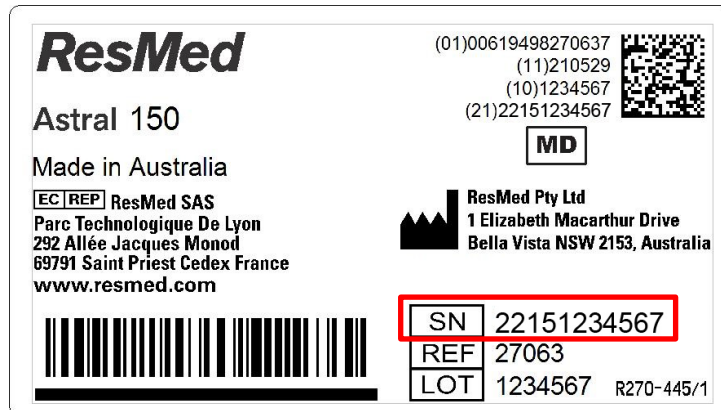 ResMed
Astral 150
Made in Australia
EC REP ResMed SAS
Parc Technologique De Lyon
292 Allée Jacques Monod
69791 Saint Priest Cedex France
www.resmed.com
(01)00619498270637
(11)210529
(10)1234567
(21)22151234567
MD
ResMed Pty Ltd
1 Elizabeth Macarthur Drive
Bella Vista NSW 2153, Australia
SN 22151234567
REF 27063
LOT 1234567 R270-445/1